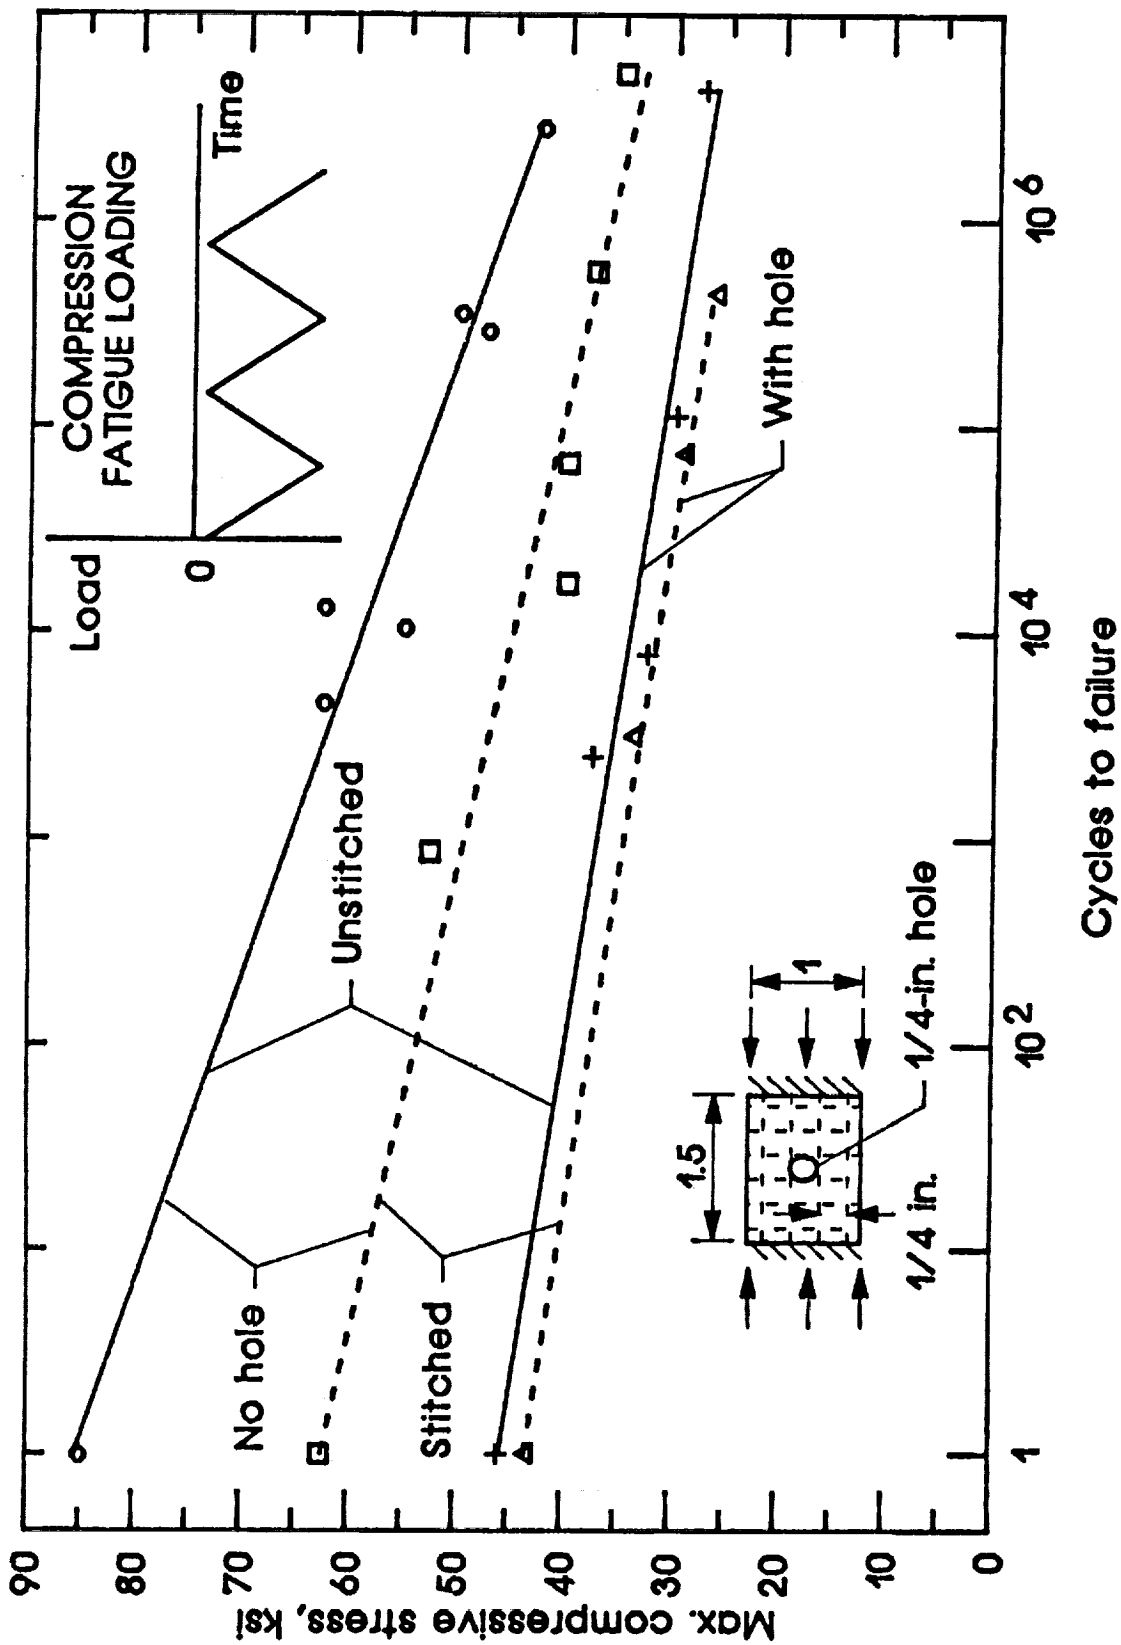 90
80
70
60
50
40
30
20
10
0
Max. compressive stress, ksi
Load
0
COMPRESSION
FATIGUE LOADING
Time
No hole
Unstitched
Stitched
With hole
1.5
1
1/4 in.
1/4-in. hole
1
10 2
10 4
10 6
Cycles to failure